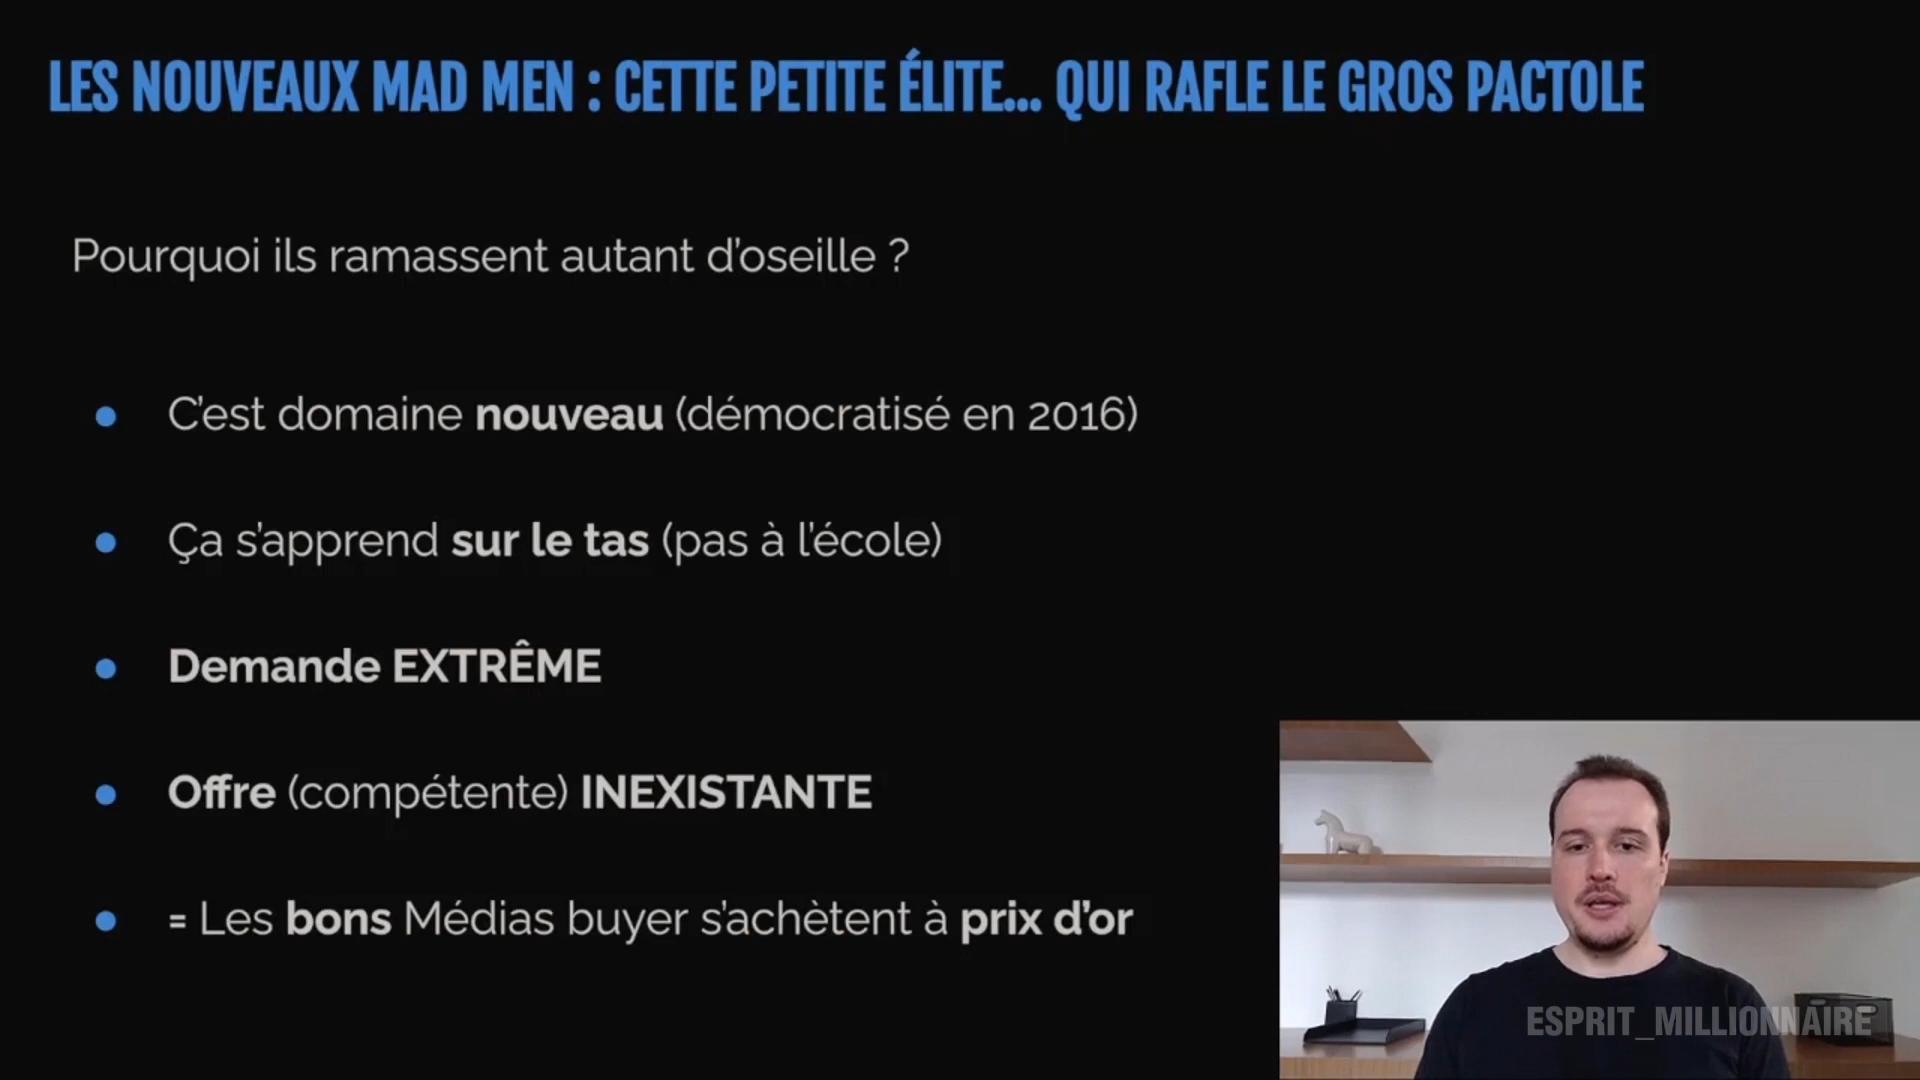 LES NOUVEAUX MAD MEN : CETTE PETITE ÉLITE... QUI RAFLE LE GROS PACTOLE
Pourquoi ils ramassent autant d'oseille ?
● C'est domaine nouveau (démocratisé en 2016)
● Ça s'apprend sur le tas (pas à l'école)
● Demande EXTRÊME
● Offre (compétente) INEXISTANTE
● = Les bons Médias buyer s'achètent à prix d'or
ESPRIT_MILLIONNAIRE